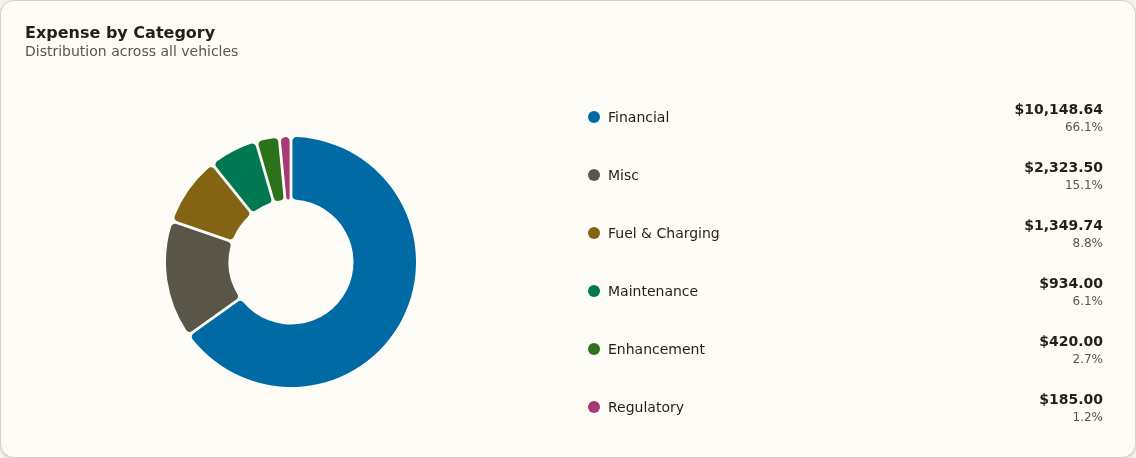 Expense by Category
Distribution across all vehicles
Financial
$10,148.64
66.1%
Misc
$2,323.50
15.1%
Fuel & Charging
$1,349.74
8.8%
Maintenance
$934.00
6.1%
Enhancement
$420.00
2.7%
Regulatory
$185.00
1.2%